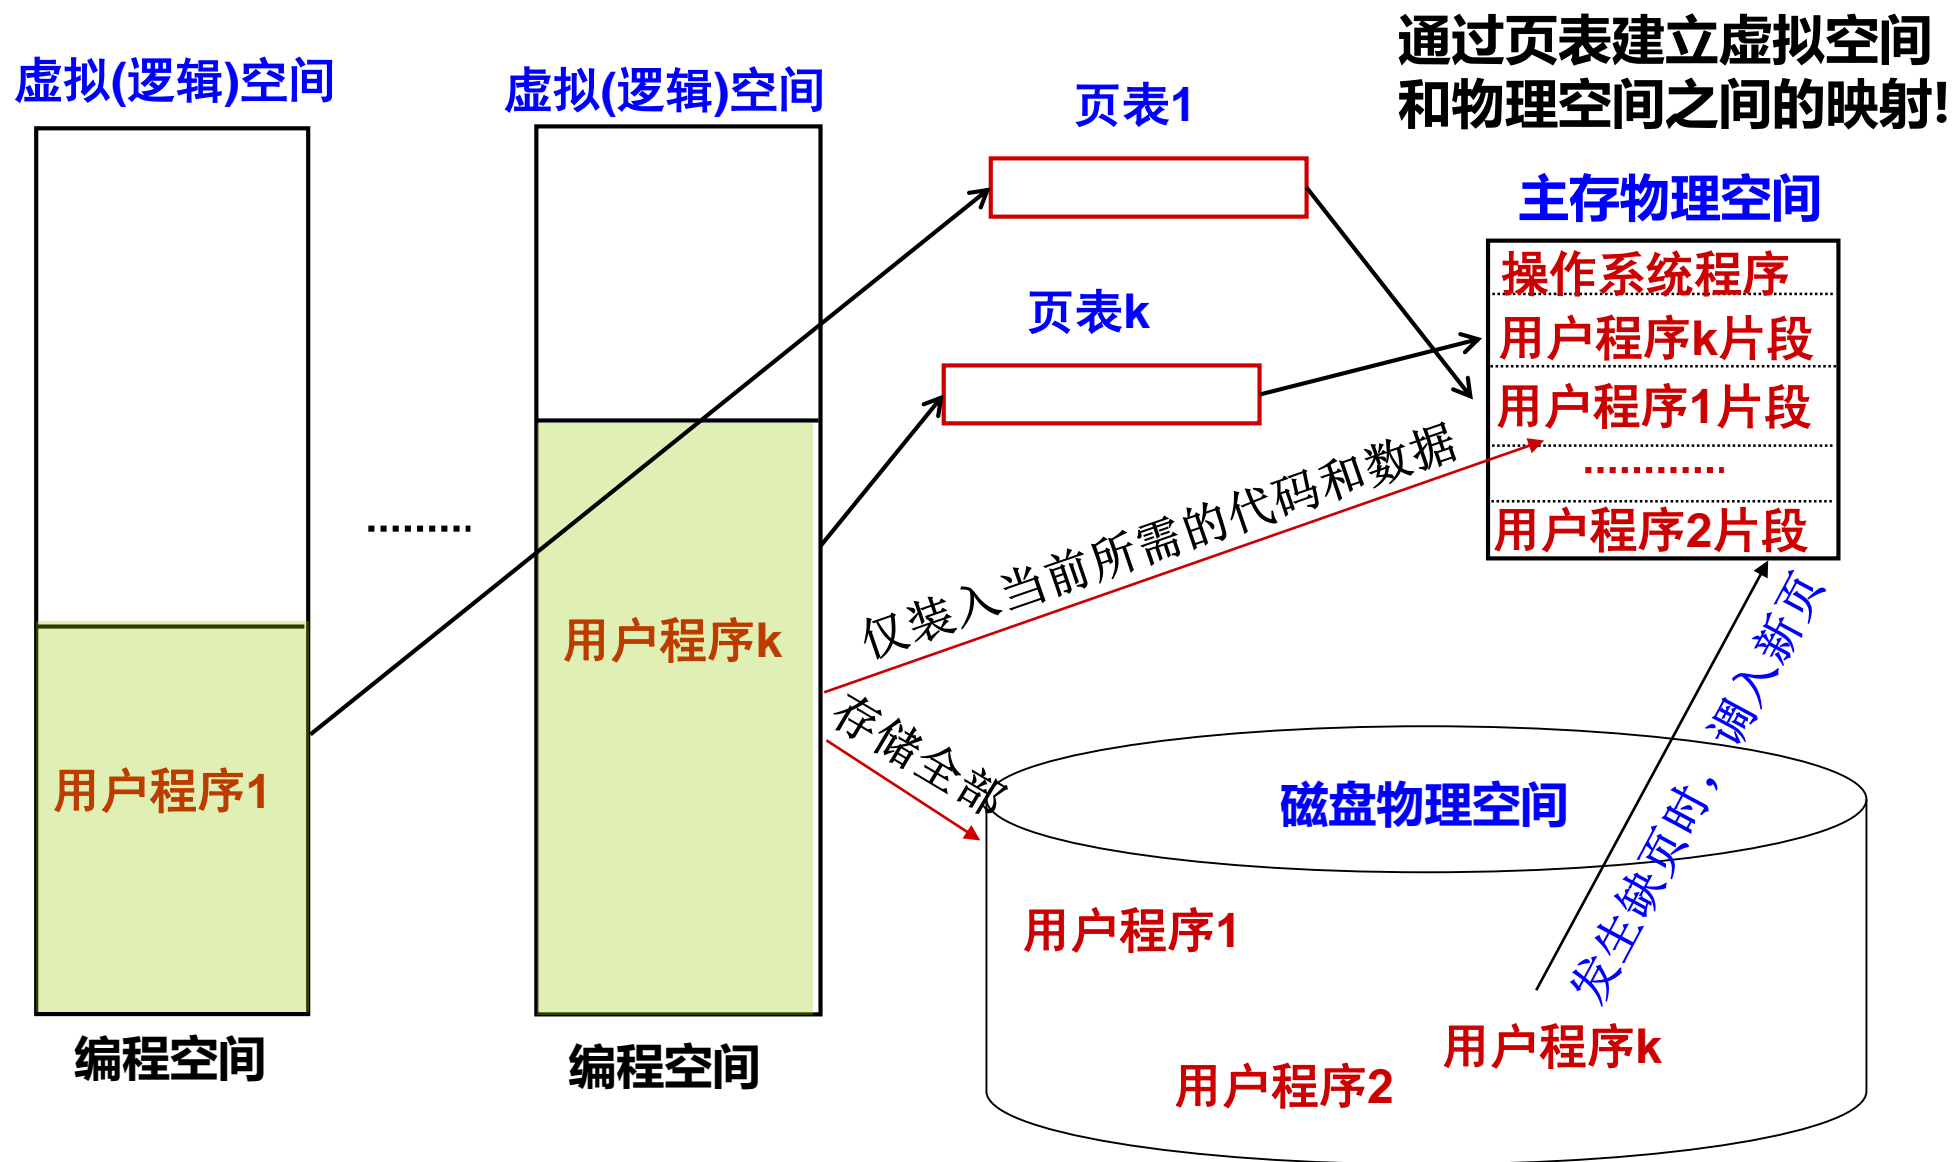 通过页表建立虚拟空间
和物理空间之间的映射!
虚拟(逻辑)空间
虚拟(逻辑)空间
页表1
主存物理空间
操作系统程序
页表k
用户程序k片段
用户程序1片段
............
用户程序2片段
.........
仅装入当前所需的代码和数据
用户程序k
存储全部
发生缺页时，调入新页
用户程序1
磁盘物理空间
用户程序1
用户程序k
用户程序2
编程空间
编程空间